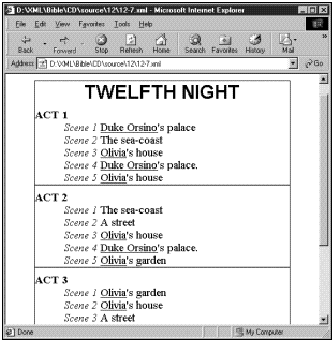 D:\XML\Bible\CD\source\12\12-7.xml - Microsoft Internet Explorer
File Edit View Favorites Tools Help
Back Forward Stop Refresh Home Search Favorites History Mail
Address D:\XML\Bible\CD\source\12\12-7.xml Go
TWELFTH NIGHT
ACT 1
Scene 1 Duke Orsino's palace
Scene 2 The sea-coast
Scene 3 Olivia's house
Scene 4 Duke Orsino's palace.
Scene 5 Olivia's house
ACT 2
Scene 1 The sea-coast
Scene 2 A street
Scene 3 Olivia's house
Scene 4 Duke Orsino's palace.
Scene 5 Olivia's garden
ACT 3
Scene 1 Olivia's garden
Scene 2 Olivia's house
Scene 3 A street
Done My Computer